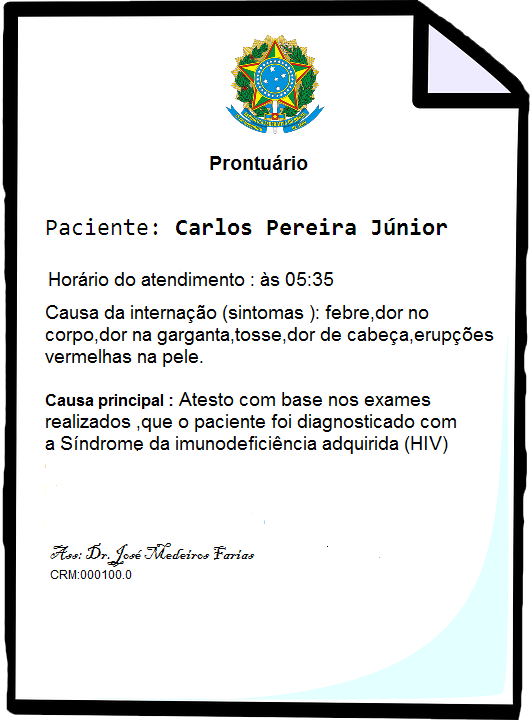 Prontuário
Paciente: Carlos Pereira Júnior
Horário do atendimento : às 05:35
Causa da internação (sintomas ): febre,dor no
corpo,dor na garganta,tosse,dor de cabeça,erupções
vermelhas na pele.
Causa principal : Atesto com base nos exames
realizados ,que o paciente foi diagnosticado com
a Síndrome da imunodeficiência adquirida (HIV)
Ass: Dr. José Medeiros Farias
CRM:000100.0